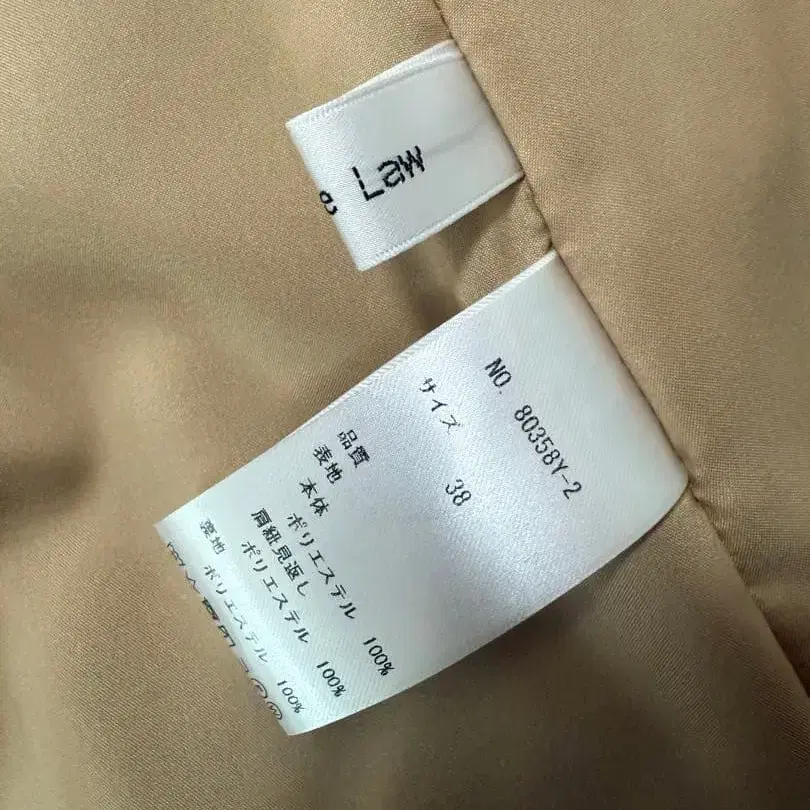 Law
NO. 80358Y-2
サイズ 38
品質
表地
本体
ポリエステル 100%
肩紐見返し
ポリエステル 100%
裏地
ポリエステル 100%